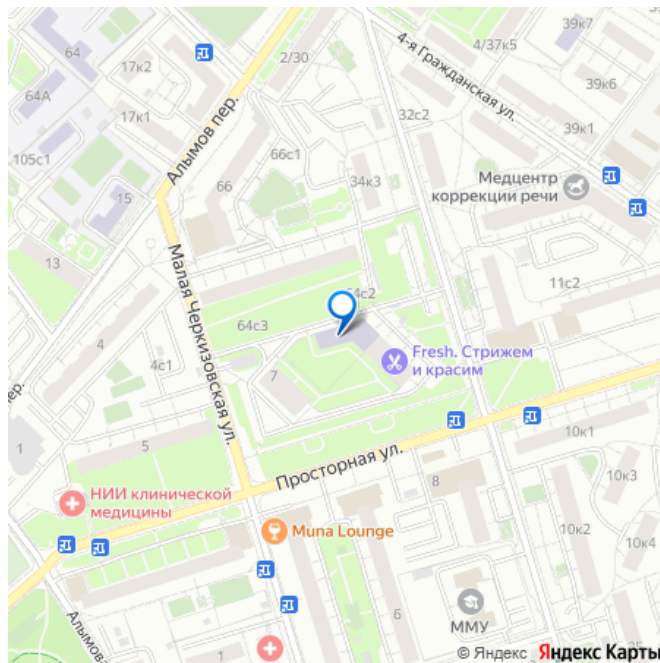 39к7
64
2/30
4/37к5
17к2
4-я Гражданская ул.
39к6
64А
32с2
17к1
Алымов пер.
39к1
105с1
66с1
Медцентр
коррекции речи
66
34к3
15
13
Малая Черкизовская ул.
11с2
64с2
64с3
4
Fresh. Стрижем
и красим
4с1
7
пер.
1
5
10к1
Просторная ул.
8
10к3
НИИ клинической
медицины
Muna Lounge
10к2
10к4
6
ММУ
Алымова
1
35
© Яндекс Яндекс Карты